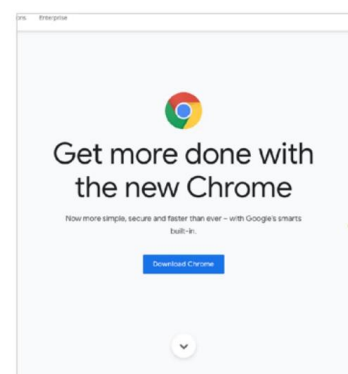 ons Enterprise
Get more done with
the new Chrome
Now more simple, secure and faster than ever – with Google's smarts
built-in.
Download Chrome